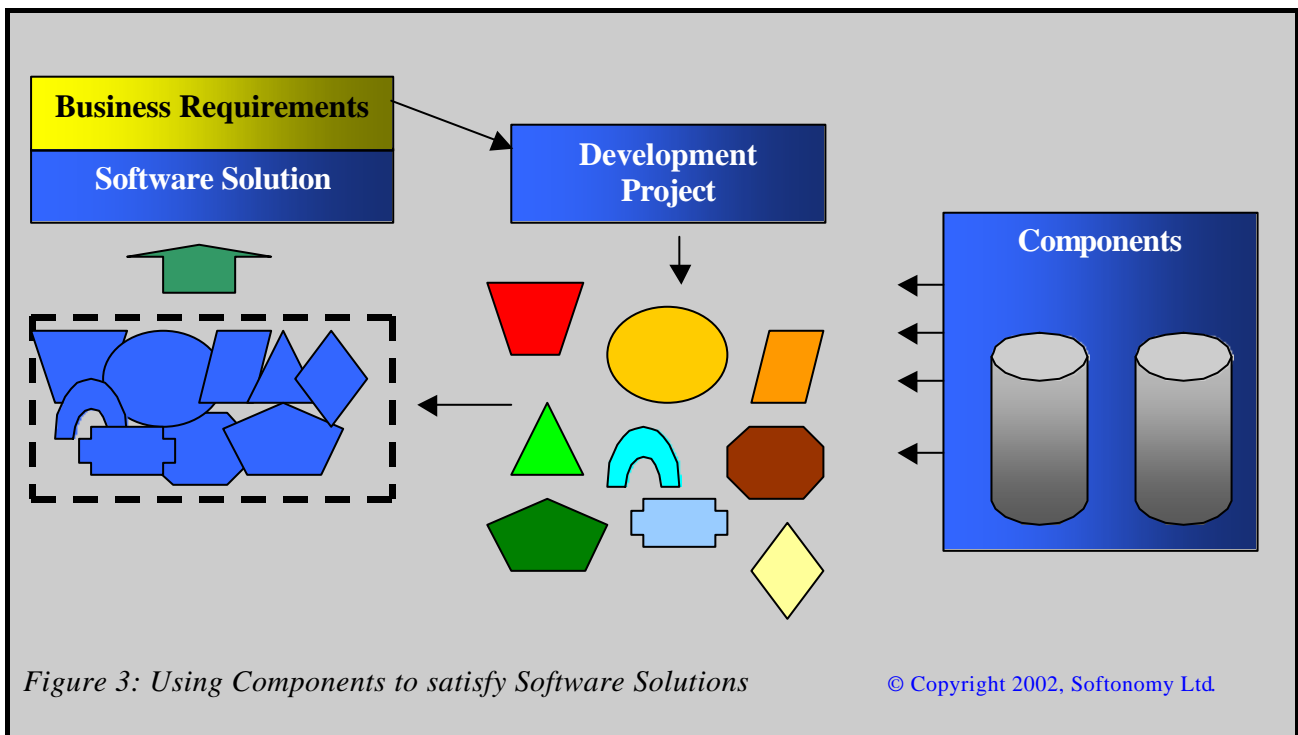 Business Requirements
Software Solution
Development
Project
Components
Figure 3: Using Components to satisfy Software Solutions
© Copyright 2002, Softonomy Ltd.